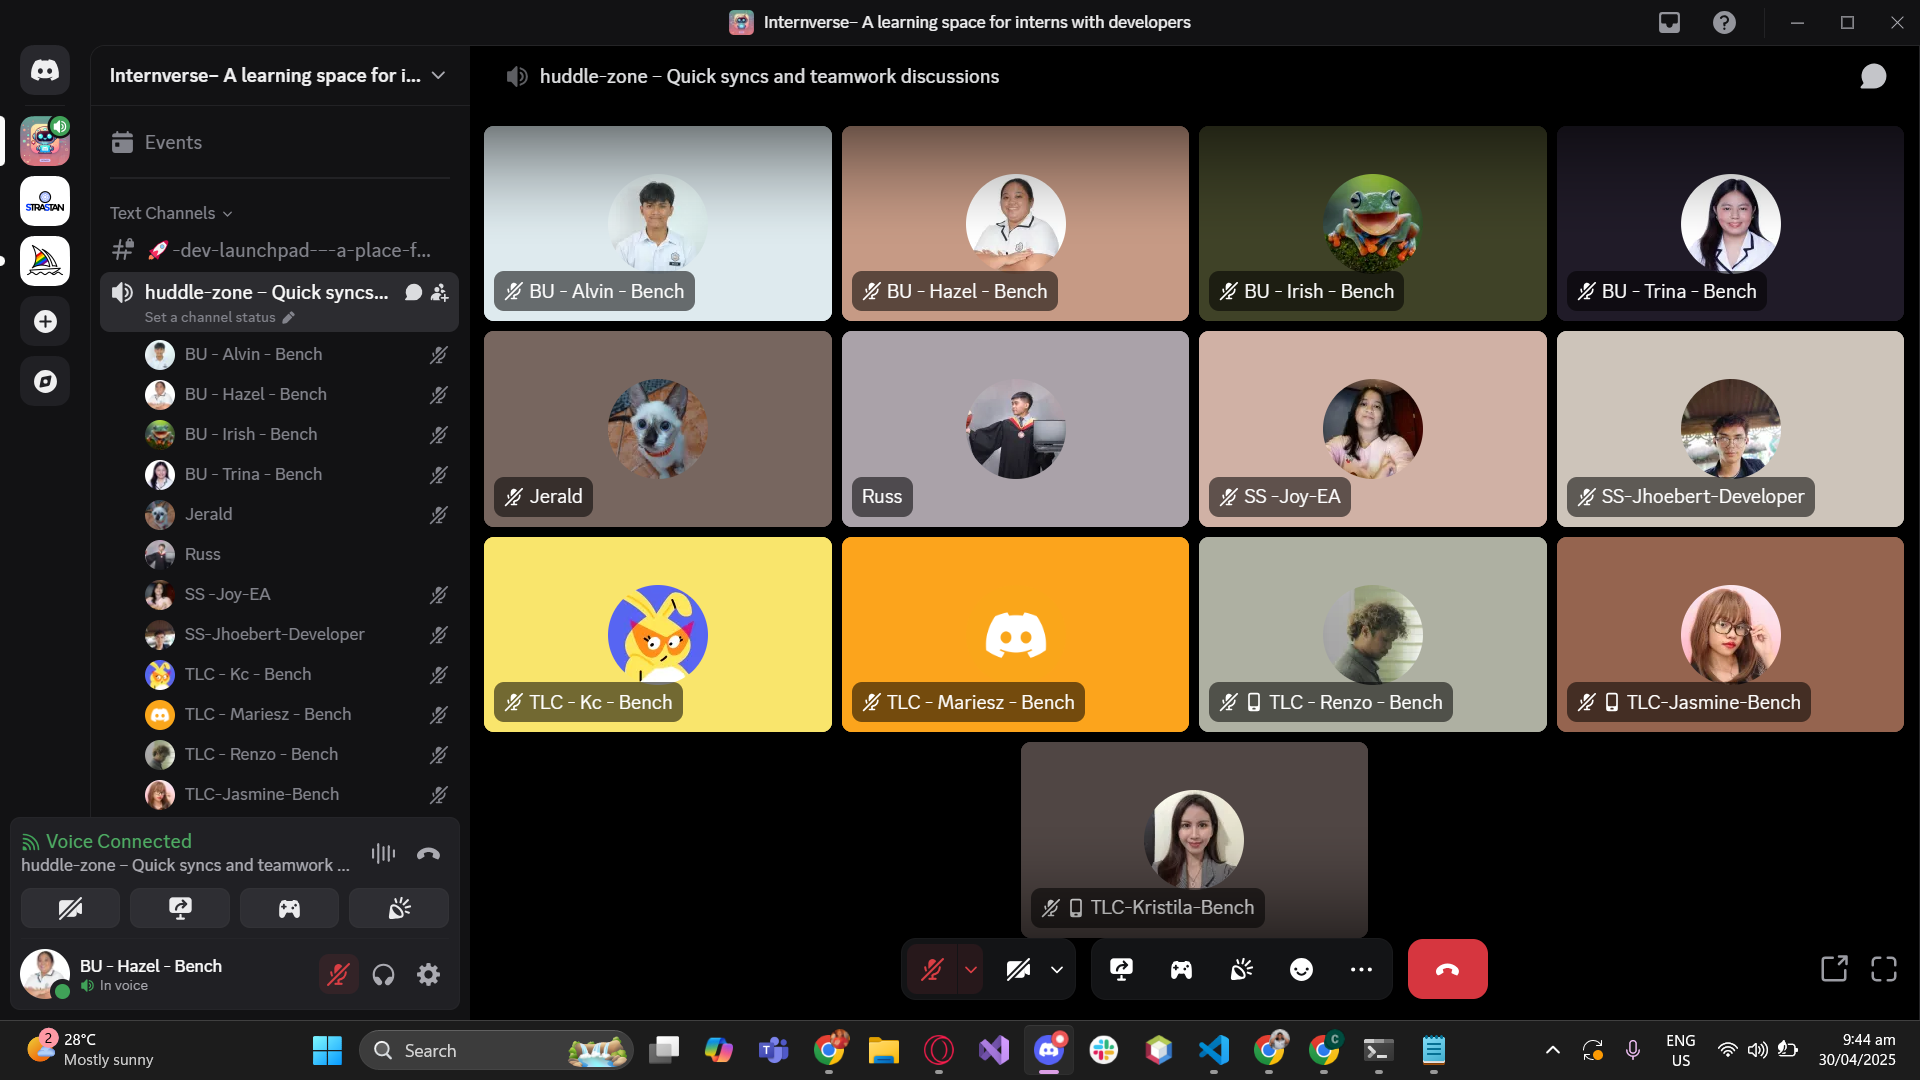 Internverse– A learning space for interns with developers
Internverse– A learning space for i...
Events
Text Channels
🚀-dev-launchpad---a-place-f...
huddle-zone – Quick syncs...
Set a channel status
BU - Alvin - Bench
BU - Hazel - Bench
BU - Irish - Bench
BU - Trina - Bench
Jerald
Russ
SS -Joy-EA
SS-Jhoebert-Developer
TLC - Kc - Bench
TLC - Mariesz - Bench
TLC - Renzo - Bench
TLC-Jasmine-Bench
Voice Connected
huddle-zone – Quick syncs and teamwork ...
BU - Hazel - Bench
In voice
STRASTAN
huddle-zone – Quick syncs and teamwork discussions
BU - Alvin - Bench
BU - Hazel - Bench
BU - Irish - Bench
BU - Trina - Bench
Jerald
Russ
SS -Joy-EA
SS-Jhoebert-Developer
TLC - Kc - Bench
TLC - Mariesz - Bench
TLC - Renzo - Bench
TLC-Jasmine-Bench
TLC-Kristila-Bench
2
28°C
Mostly sunny
Search
C
ENG
US
9:44 am
30/04/2025